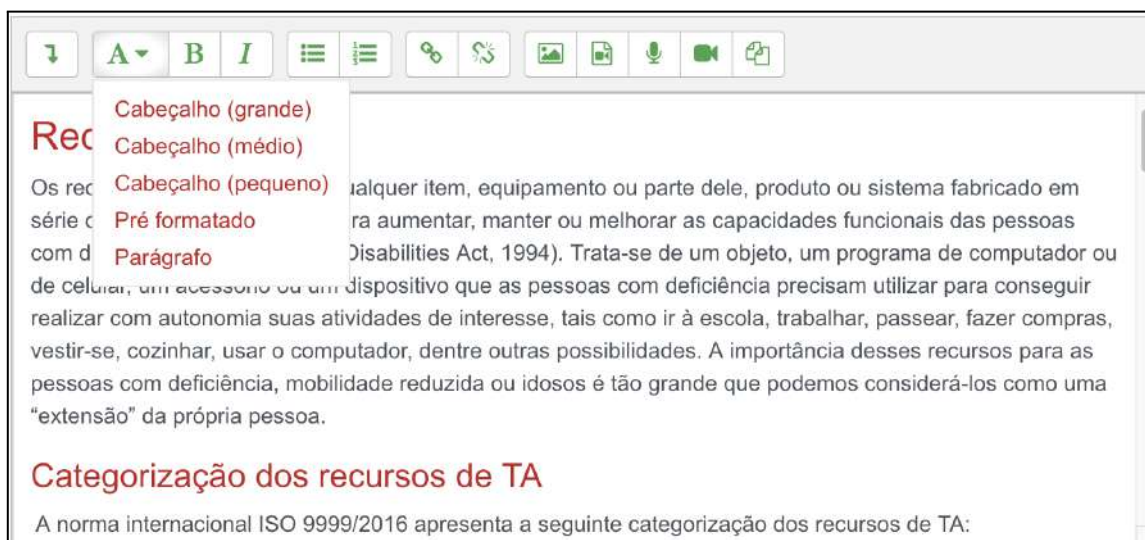 A B I
Cabeçalho (grande)
Cabeçalho (médio)
Cabeçalho (pequeno)
Pré formatado
Parágrafo
Rec
Os rec ualquer item, equipamento ou parte dele, produto ou sistema fabricado em
série ra aumentar, manter ou melhorar as capacidades funcionais das pessoas
com d Disabilities Act, 1994). Trata-se de um objeto, um programa de computador ou
de celular, um acessório ou um dispositivo que as pessoas com deficiência precisam utilizar para conseguir
realizar com autonomia suas atividades de interesse, tais como ir à escola, trabalhar, passear, fazer compras,
vestir-se, cozinhar, usar o computador, dentre outras possibilidades. A importância desses recursos para as
pessoas com deficiência, mobilidade reduzida ou idosos é tão grande que podemos considerá-los como uma
“extensão” da própria pessoa.
Categorização dos recursos de TA
A norma internacional ISO 9999/2016 apresenta a seguinte categorização dos recursos de TA: